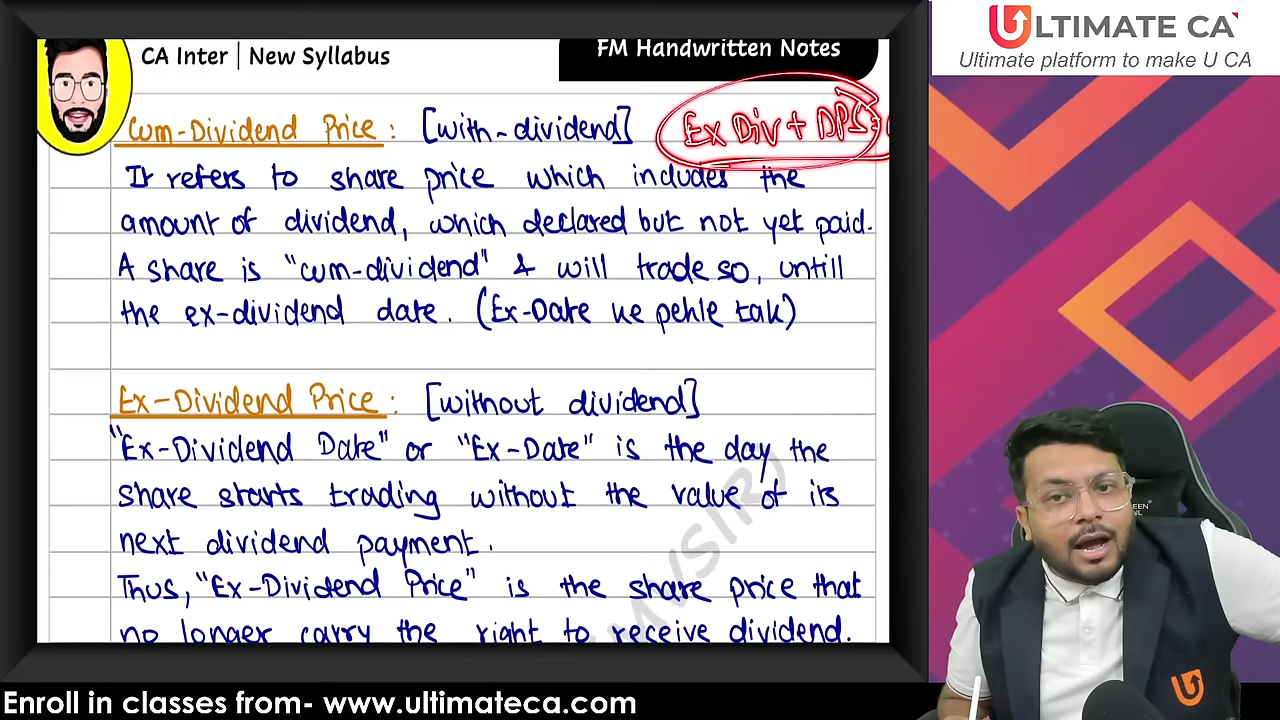 CA Inter | New Syllabus
FM Handwritten Notes
ULTIMATE CA
Ultimate platform to make U CA
Cum-Dividend Price : [with-dividend]
Ex Div + DPS
It refers to share price which includes the
amount of dividend, which declared but not yet paid.
A share is "cum-dividend" & will trade so, untill
the ex-dividend date. (Ex-Date ke pehle tak)
Ex-Dividend Price : [without dividend]
"Ex-Dividend Date" or "Ex-Date" is the day the
share starts trading without the value of its
next dividend payment.
Thus, "Ex-Dividend Price" is the share price that
no longer carry the right to receive dividend.
Enroll in classes from- www.ultimateca.com